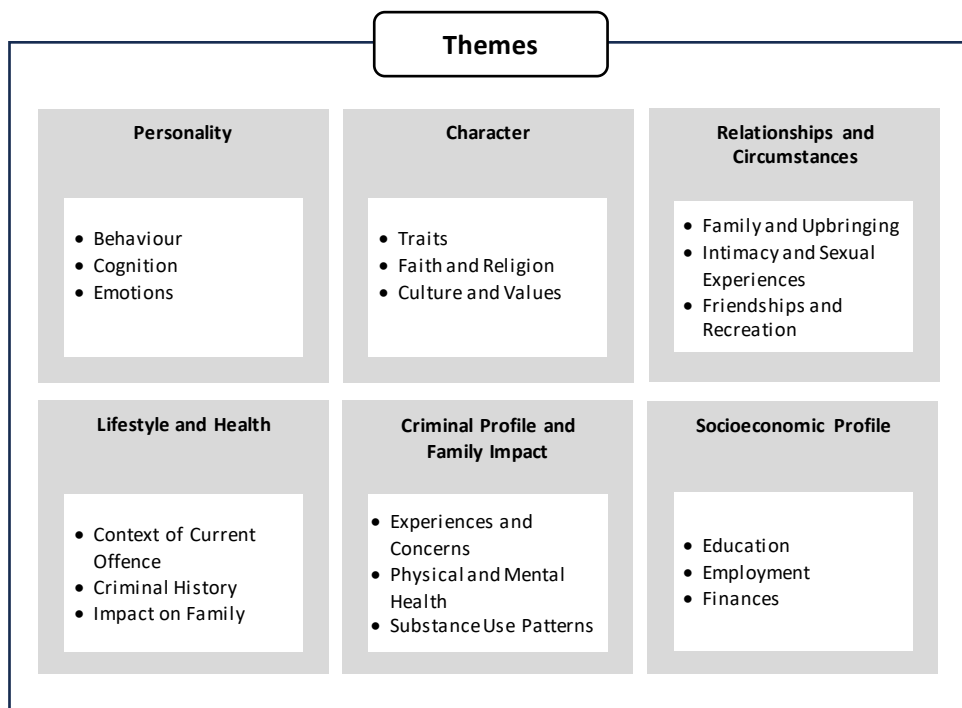 Themes
Personality
• Behaviour
• Cognition
• Emotions
Character
• Traits
• Faith and Religion
• Culture and Values
Relationships and
Circumstances
• Family and Upbringing
• Intimacy and Sexual
Experiences
• Friendships and
Recreation
Lifestyle and Health
• Context of Current
Offence
• Criminal History
• Impact on Family
Criminal Profile and
Family Impact
• Experiences and
Concerns
• Physical and Mental
Health
• Substance Use Patterns
Socioeconomic Profile
• Education
• Employment
• Finances